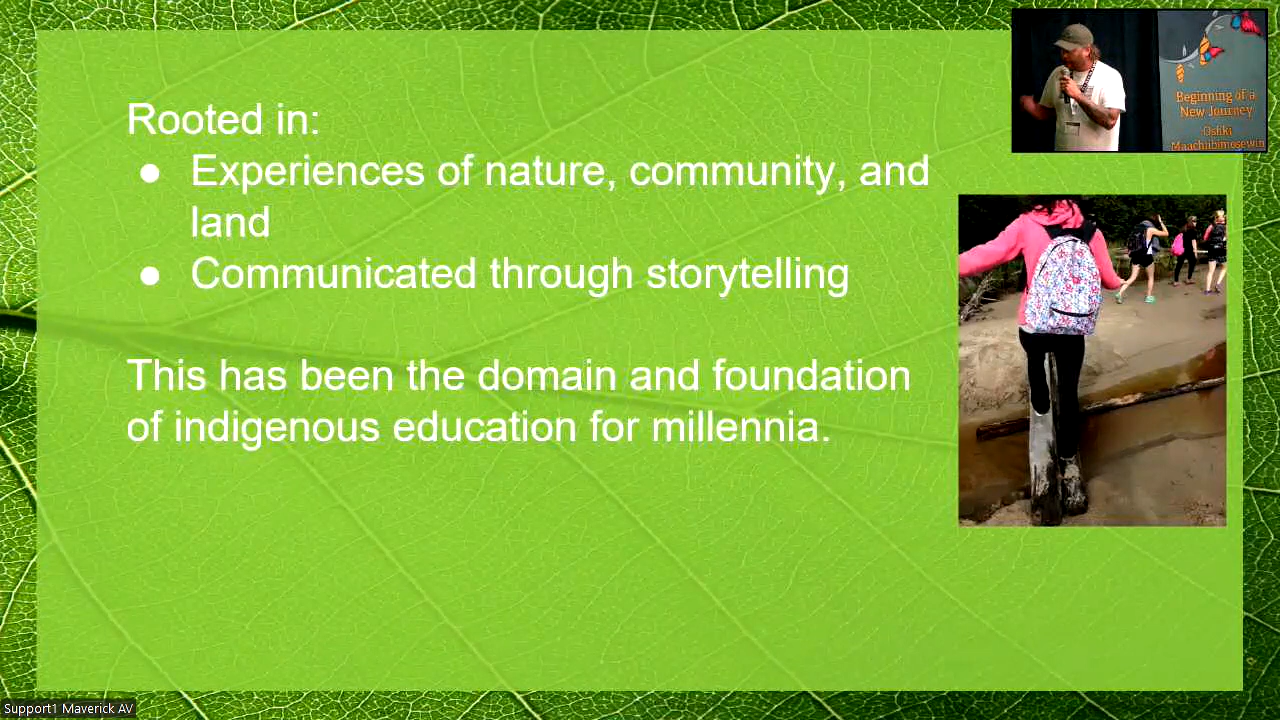 Rooted in:
● Experiences of nature, community, and
land
● Communicated through storytelling
This has been the domain and foundation
of indigenous education for millennia.
Beginning of a
New Journey
Oshki
Maachiibimosewin
Support1 Maverick AV